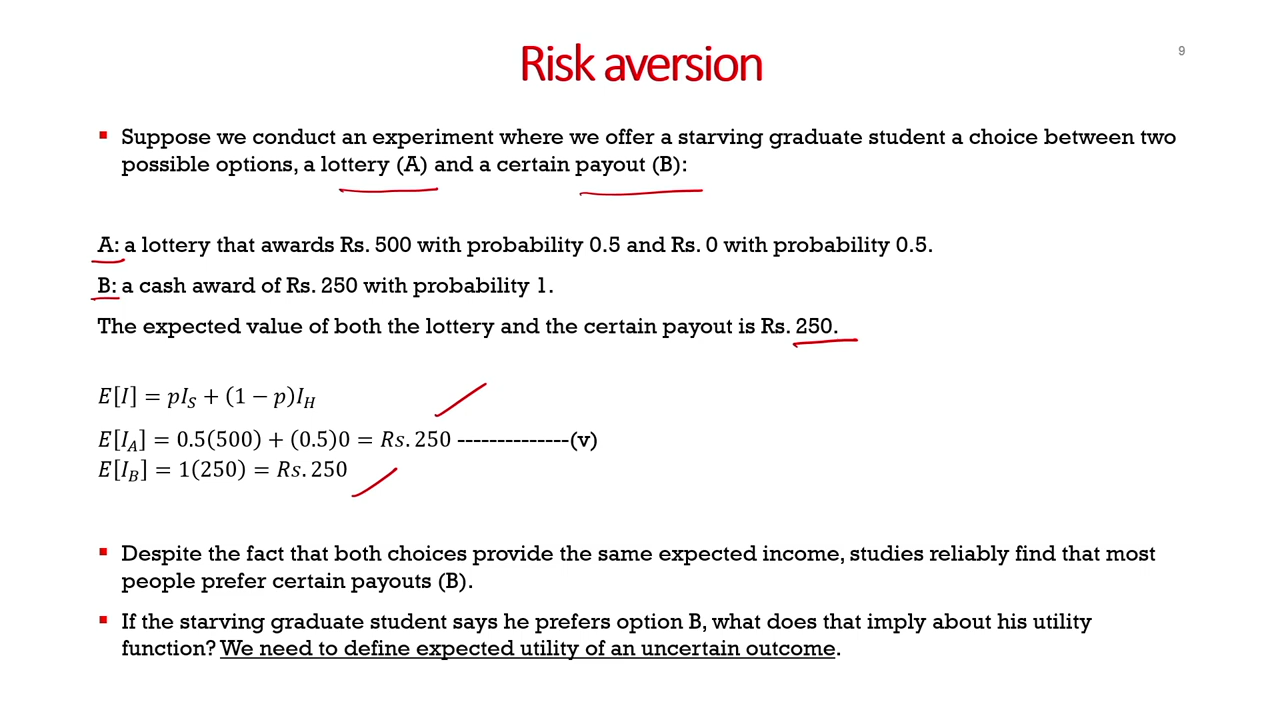 Risk aversion
9
▪ Suppose we conduct an experiment where we offer a starving graduate student a choice between two
possible options, a lottery (A) and a certain payout (B):
A: a lottery that awards Rs. 500 with probability 0.5 and Rs. 0 with probability 0.5.
B: a cash award of Rs. 250 with probability 1.
The expected value of both the lottery and the certain payout is Rs. 250.
E[I] = pI_S + (1 − p)I_H
E[I_A] = 0.5(500) + (0.5)0 = Rs. 250 --------------(v)
E[I_B] = 1(250) = Rs. 250
▪ Despite the fact that both choices provide the same expected income, studies reliably find that most
people prefer certain payouts (B).
▪ If the starving graduate student says he prefers option B, what does that imply about his utility
function? We need to define expected utility of an uncertain outcome.